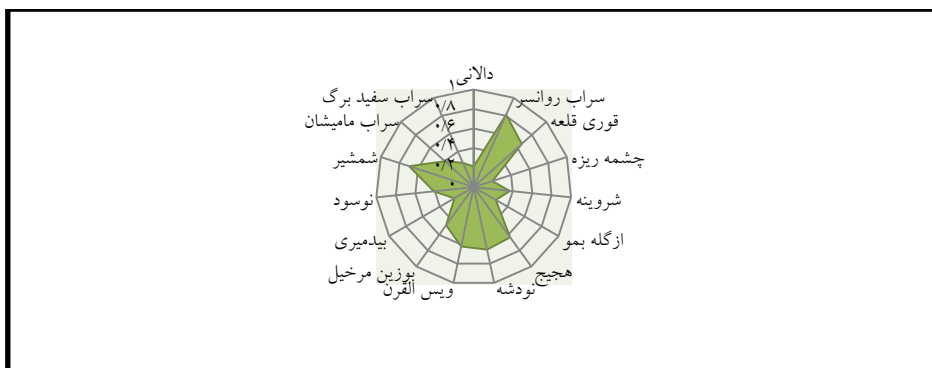 دالانی
سراب روانسر
قوری قلعه
چشمه ریزه
شروینه
ازگله بمو
هجیج
نودشه
ویس القرن
بوزین مرخیل
بیدمیری
نوسود
شمشیر
سراب مامیشان
سراب سفید برگ
۱
۰/۸
۰/۶
۰/۴
۰/۲
۰